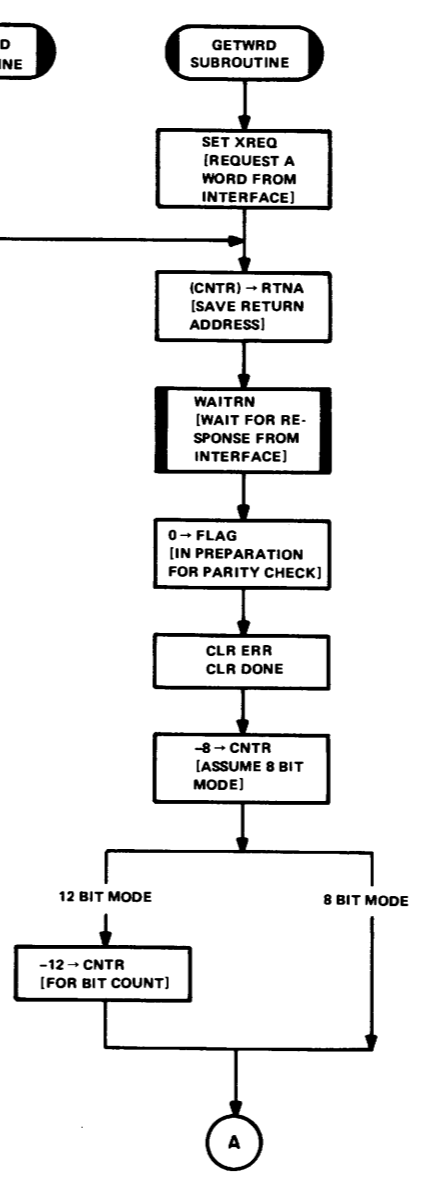 D
INE
GETWRD
SUBROUTINE
SET XREQ
[REQUEST A
WORD FROM
INTERFACE]
(CNTR) → RTNA
[SAVE RETURN
ADDRESS]
WAITRN
[WAIT FOR RE-
SPONSE FROM
INTERFACE]
0 → FLAG
[IN PREPARATION
FOR PARITY CHECK]
CLR ERR
CLR DONE
–8 → CNTR
[ASSUME 8 BIT
MODE]
12 BIT MODE
8 BIT MODE
–12 → CNTR
[FOR BIT COUNT]
A